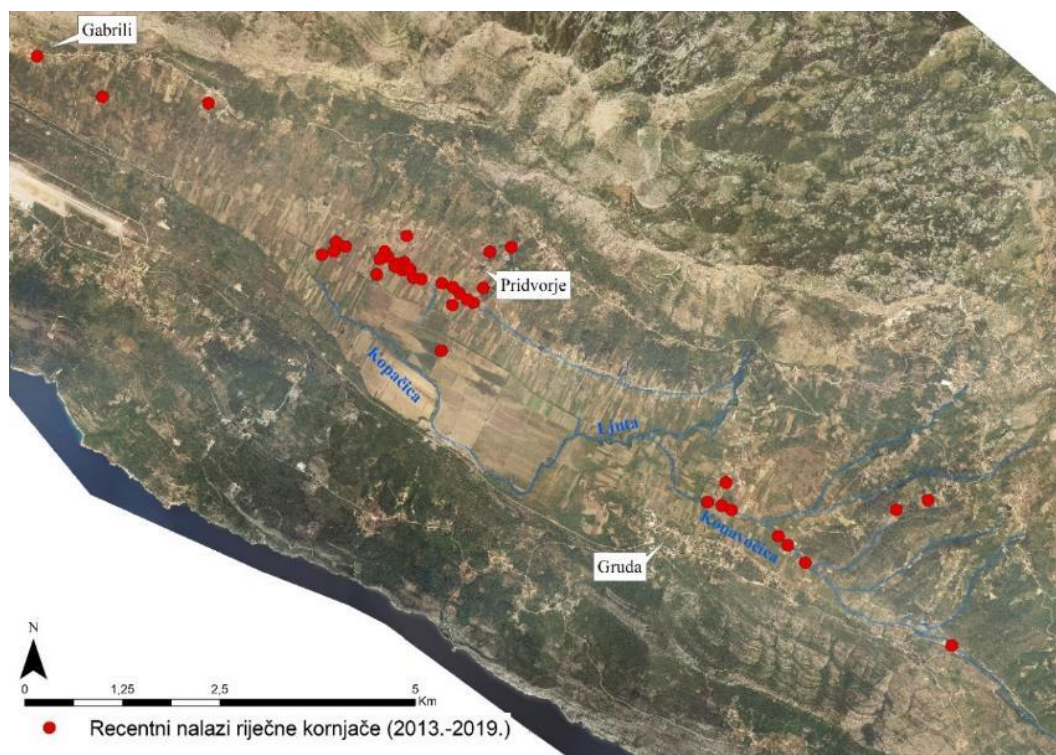 Gabrili
Pridvorje
Kopačica
Ljuta
Konavočica
Gruda
N
0 1,25 2,5 5
Km
Recentni nalazi riječne kornjače (2013.-2019.)